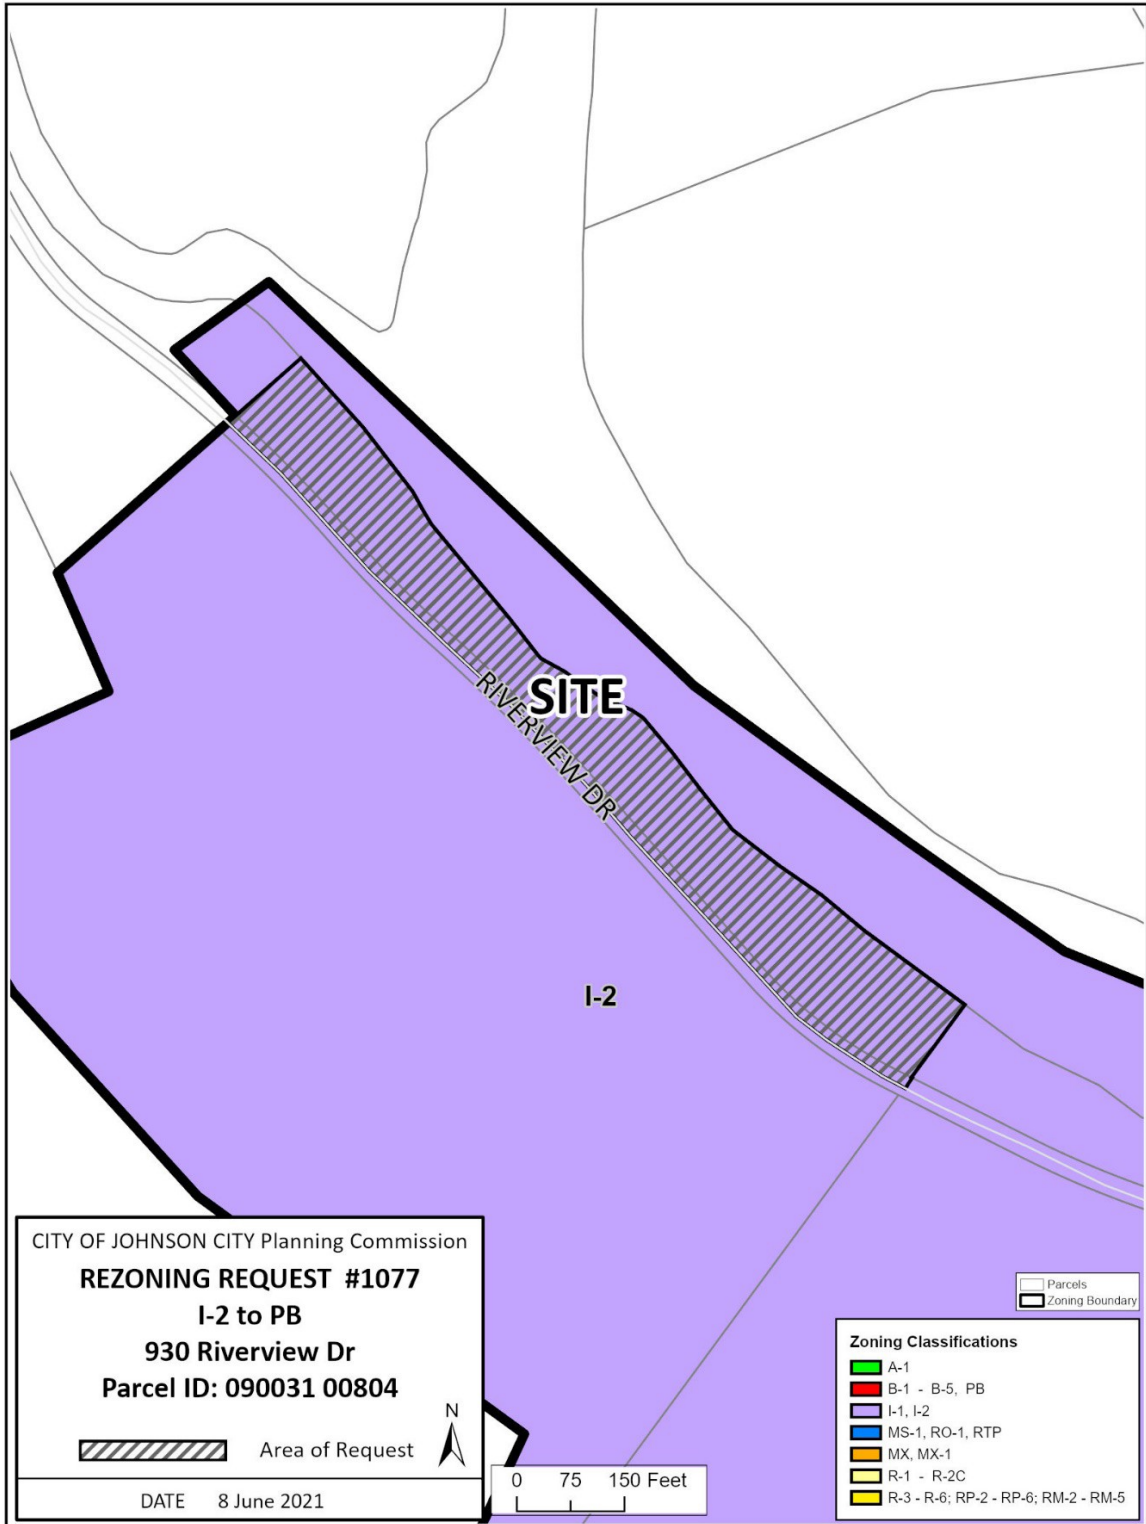 SITE
RIVERVIEW DR
I-2
CITY OF JOHNSON CITY Planning Commission
REZONING REQUEST #1077
I-2 to PB
930 Riverview Dr
Parcel ID: 090031 00804
N
Area of Request
DATE 8 June 2021
0 75 150 Feet
Parcels
Zoning Boundary
Zoning Classifications
A-1
B-1 - B-5, PB
I-1, I-2
MS-1, RO-1, RTP
MX, MX-1
R-1 - R-2C
R-3 - R-6; RP-2 - RP-6; RM-2 - RM-5